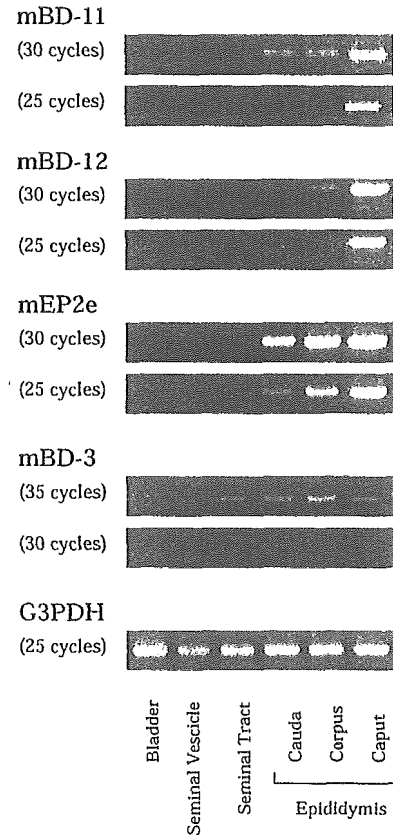 mBD-11
(30 cycles)
(25 cycles)
mBD-12
(30 cycles)
(25 cycles)
mEP2e
(30 cycles)
(25 cycles)
mBD-3
(35 cycles)
(30 cycles)
G3PDH
(25 cycles)
Bladder
Seminal Vescicle
Seminal Tract
Cauda
Corpus
Caput
Epididymis